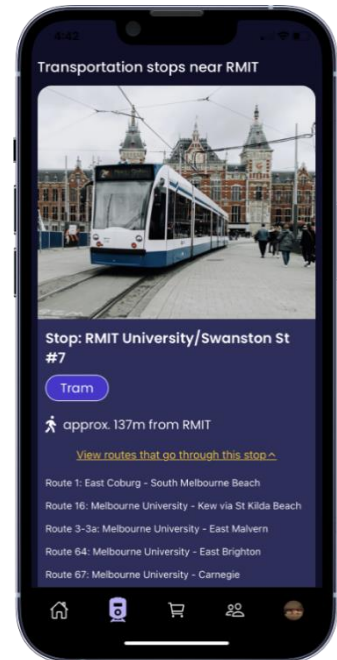 4:42
Transportation stops near RMIT
Stop: RMIT University/Swanston St
#7
Tram
approx. 137m from RMIT
View routes that go through this stop
Route 1: East Coburg - South Melbourne Beach
Route 16: Melbourne University - Kew via St Kilda Beach
Route 3-3a: Melbourne University - East Malvern
Route 64: Melbourne University - East Brighton
Route 67: Melbourne University - Carnegie